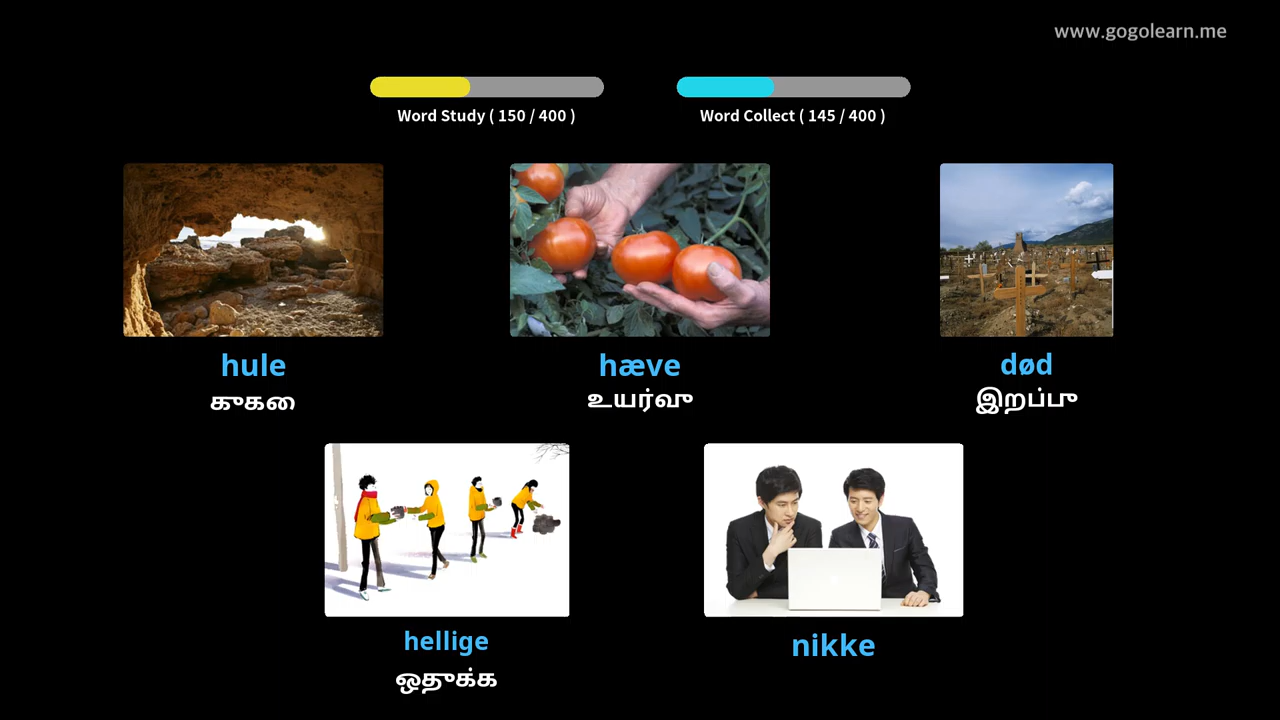 www.gogolearn.me
Word Study ( 150 / 400 )
Word Collect ( 145 / 400 )
hule
குகை
hæve
உயர்வு
død
இறப்பு
hellige
ஒதுக்க
nikke